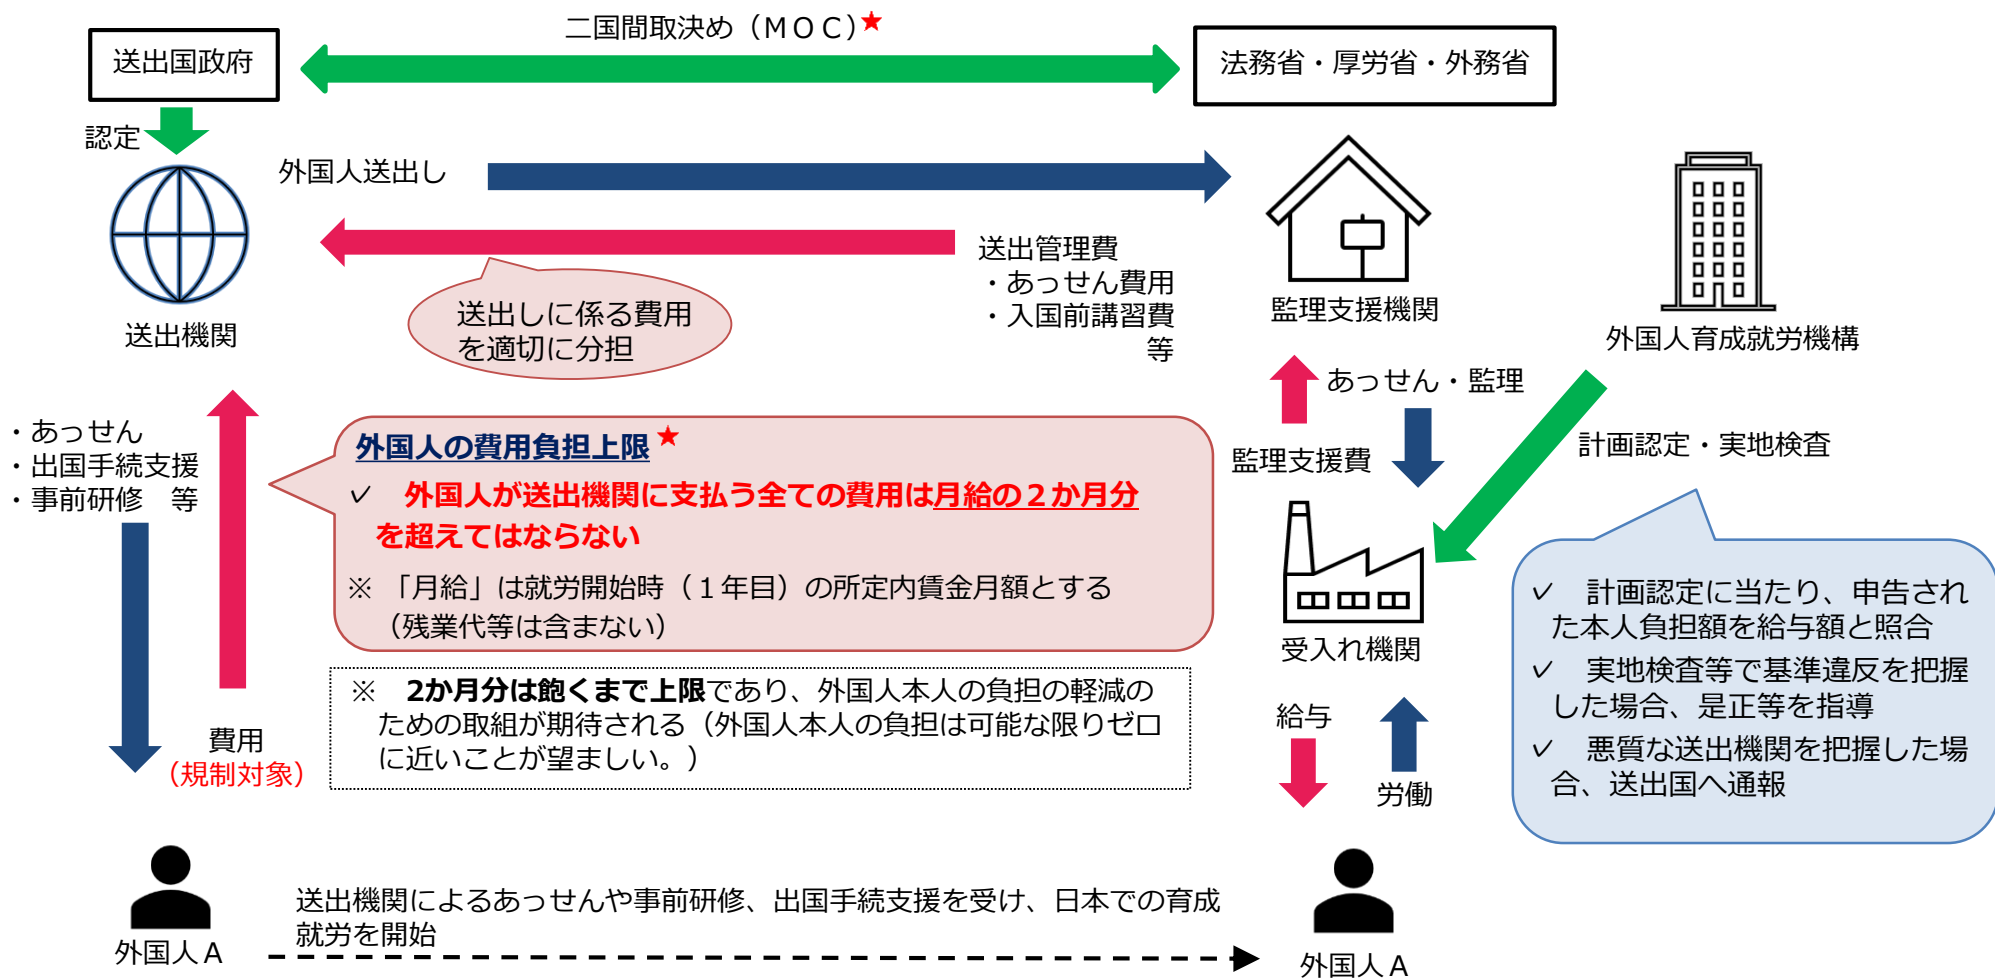 二国間取決め（ＭＯＣ）★
送出国政府
法務省・厚労省・外務省
認定
外国人送出し
送出管理費
・あっせん費用
・入国前講習費
等
送出しに係る費用
を適切に分担
送出機関
監理支援機関
外国人育成就労機構
あっせん・監理
監理支援費
計画認定・実地検査
・あっせん
・出国手続支援
・事前研修　等
外国人の費用負担上限★
✓　外国人が送出機関に支払う全ての費用は月給の２か月分
を超えてはならない
※　「月給」は就労開始時（１年目）の所定内賃金月額とする
（残業代等は含まない）
※　2か月分は飽くまで上限であり、外国人本人の負担の軽減の
ための取組が期待される（外国人本人の負担は可能な限りゼロ
に近いことが望ましい。）
受入れ機関
✓　計画認定に当たり、申告され
た本人負担額を給与額と照合
✓　実地検査等で基準違反を把握
した場合、是正等を指導
✓　悪質な送出機関を把握した場
合、送出国へ通報
費用
（規制対象）
給与
労働
外国人Ａ
送出機関によるあっせんや事前研修、出国手続支援を受け、日本での育成
就労を開始
外国人Ａ